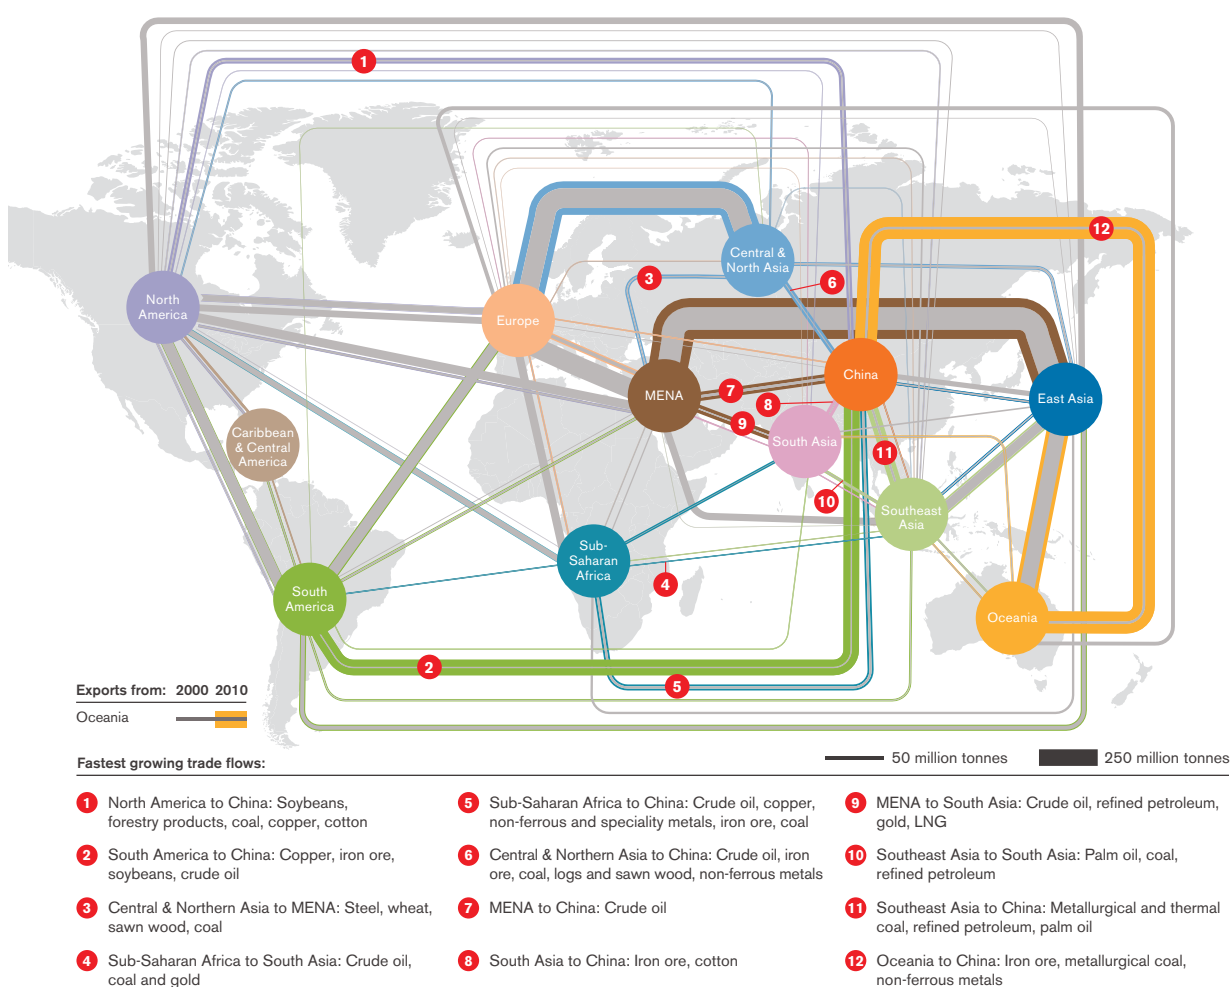 1
12
Central &
North Asia
3
6
North
America
Europe
China
7
MENA
8
East Asia
9
Caribbean
& Central
America
South Asia
11
10
Southeast
Asia
Sub-
Saharan
Africa
4
South
America
Oceania
2
5
Exports from: 2000 2010
Oceania
50 million tonnes
250 million tonnes
Fastest growing trade flows:
1 North America to China: Soybeans,
forestry products, coal, copper, cotton
2 South America to China: Copper, iron ore,
soybeans, crude oil
3 Central & Northern Asia to MENA: Steel, wheat,
sawn wood, coal
4 Sub-Saharan Africa to South Asia: Crude oil,
coal and gold
5 Sub-Saharan Africa to China: Crude oil, copper,
non-ferrous and speciality metals, iron ore, coal
6 Central & Northern Asia to China: Crude oil, iron
ore, coal, logs and sawn wood, non-ferrous metals
7 MENA to China: Crude oil
8 South Asia to China: Iron ore, cotton
9 MENA to South Asia: Crude oil, refined petroleum,
gold, LNG
10 Southeast Asia to South Asia: Palm oil, coal,
refined petroleum
11 Southeast Asia to China: Metallurgical and thermal
coal, refined petroleum, palm oil
12 Oceania to China: Iron ore, metallurgical coal,
non-ferrous metals